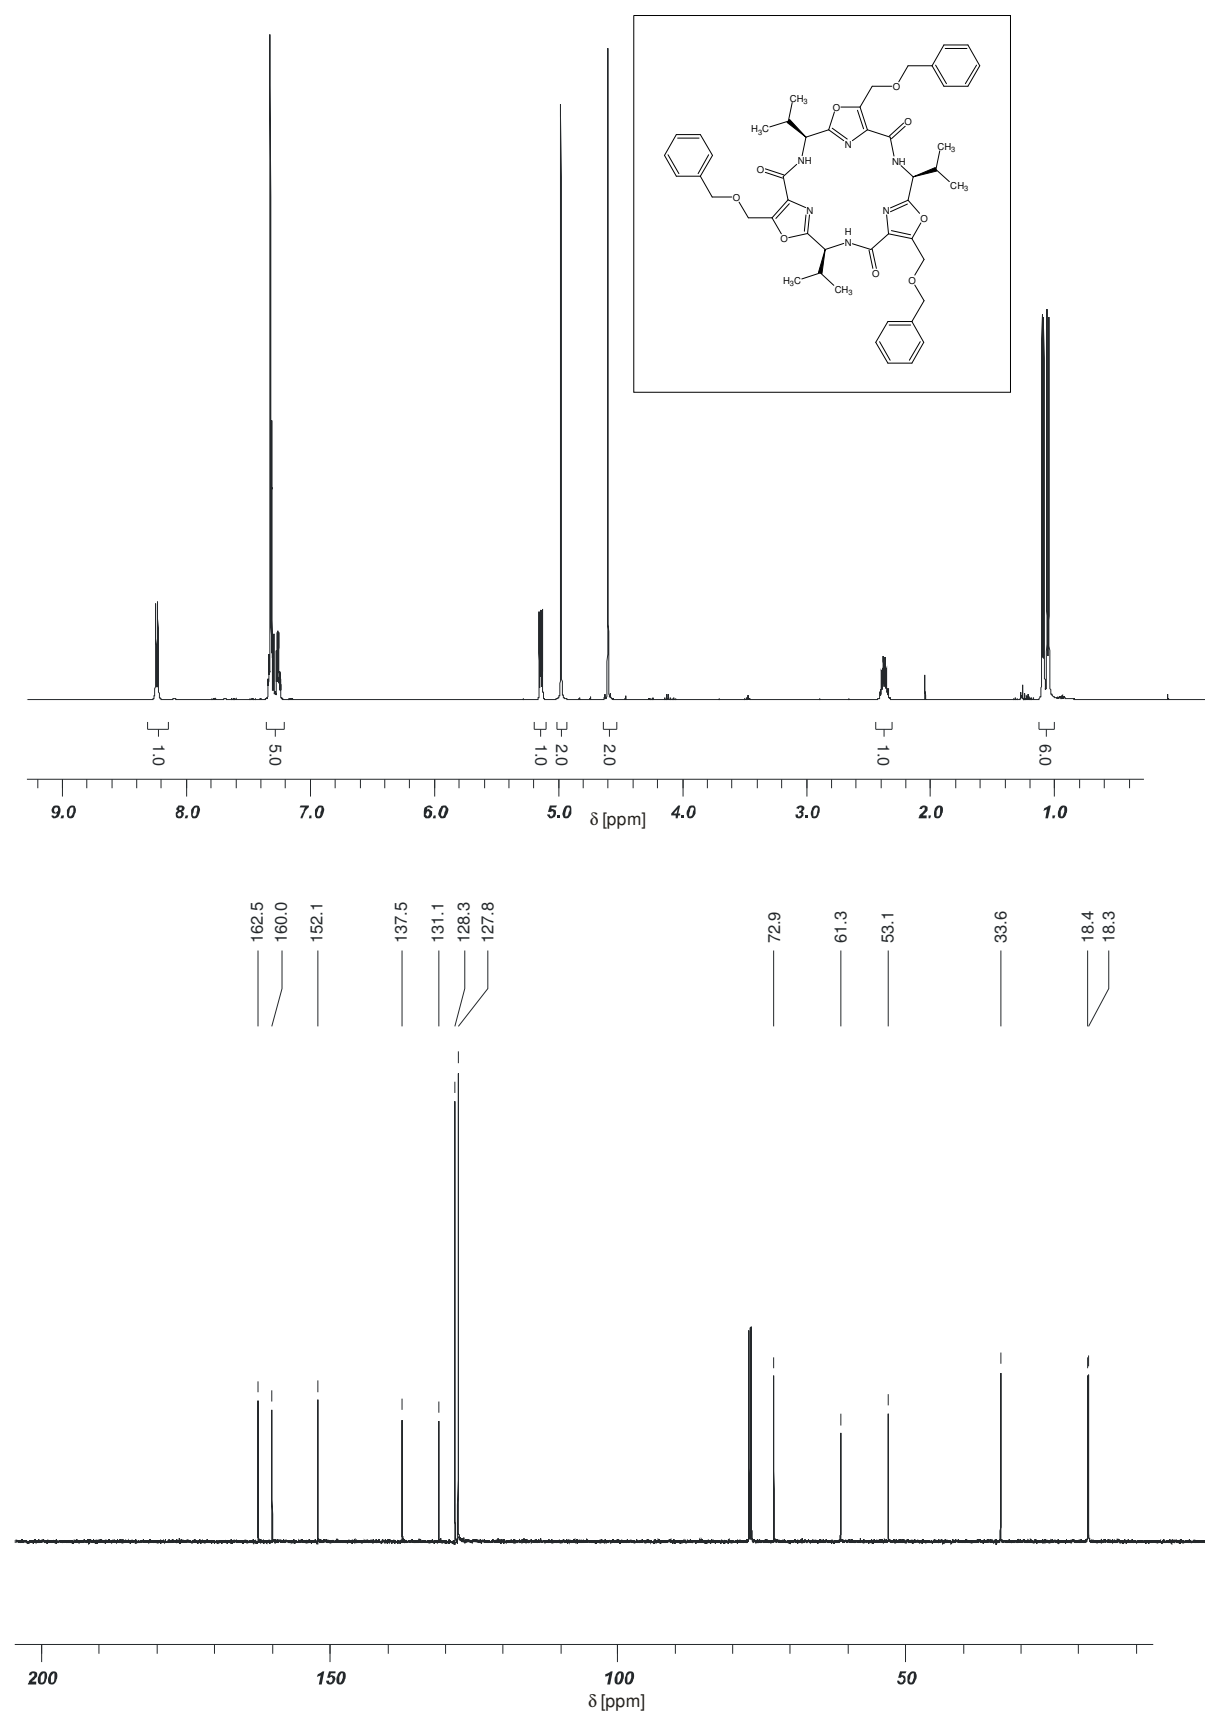 O
CH₃
O
O
H₃C
N
NH
NH
CH₃
O
CH₃
O
N
N
O
O
H
N
O
H₃C
CH₃
O
1.0
5.0
1.0
2.0
2.0
1.0
6.0
9.0 8.0 7.0 6.0 5.0 4.0 3.0 2.0 1.0
δ [ppm]
162.5
160.0
152.1
137.5
131.1
128.3
127.8
72.9
61.3
53.1
33.6
18.4
18.3
200 150 100 50
δ [ppm]